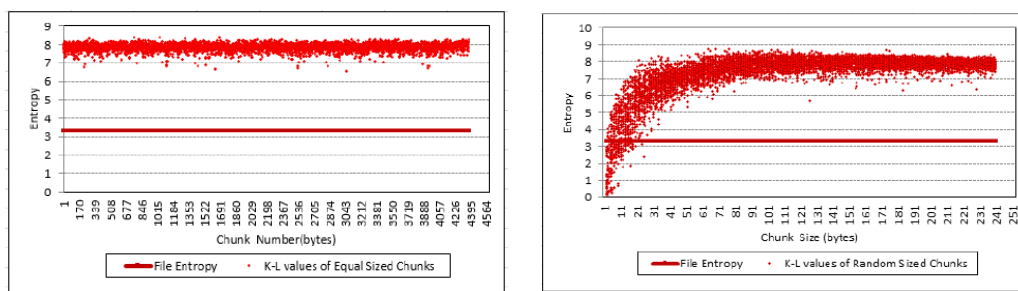 9
8
7
6
5
4
3
2
1
0
Entropy
1 170 339 508 677 846 1015 1184 1353 1522 1691 1860 2029 2198 2367 2536 2705 2874 3043 3212 3381 3550 3719 3888 4057 4226 4395 4564
Chunk Number(bytes)
File Entropy K-L values of Equal Sized Chunks
10
9
8
7
6
5
4
3
2
1
0
Entropy
1 11 21 31 41 51 61 71 81 91 101 111 121 131 141 151 161 171 181 191 201 211 221 231 241 251
Chunk Size (bytes)
File Entropy K-L values of Random Sized Chunks